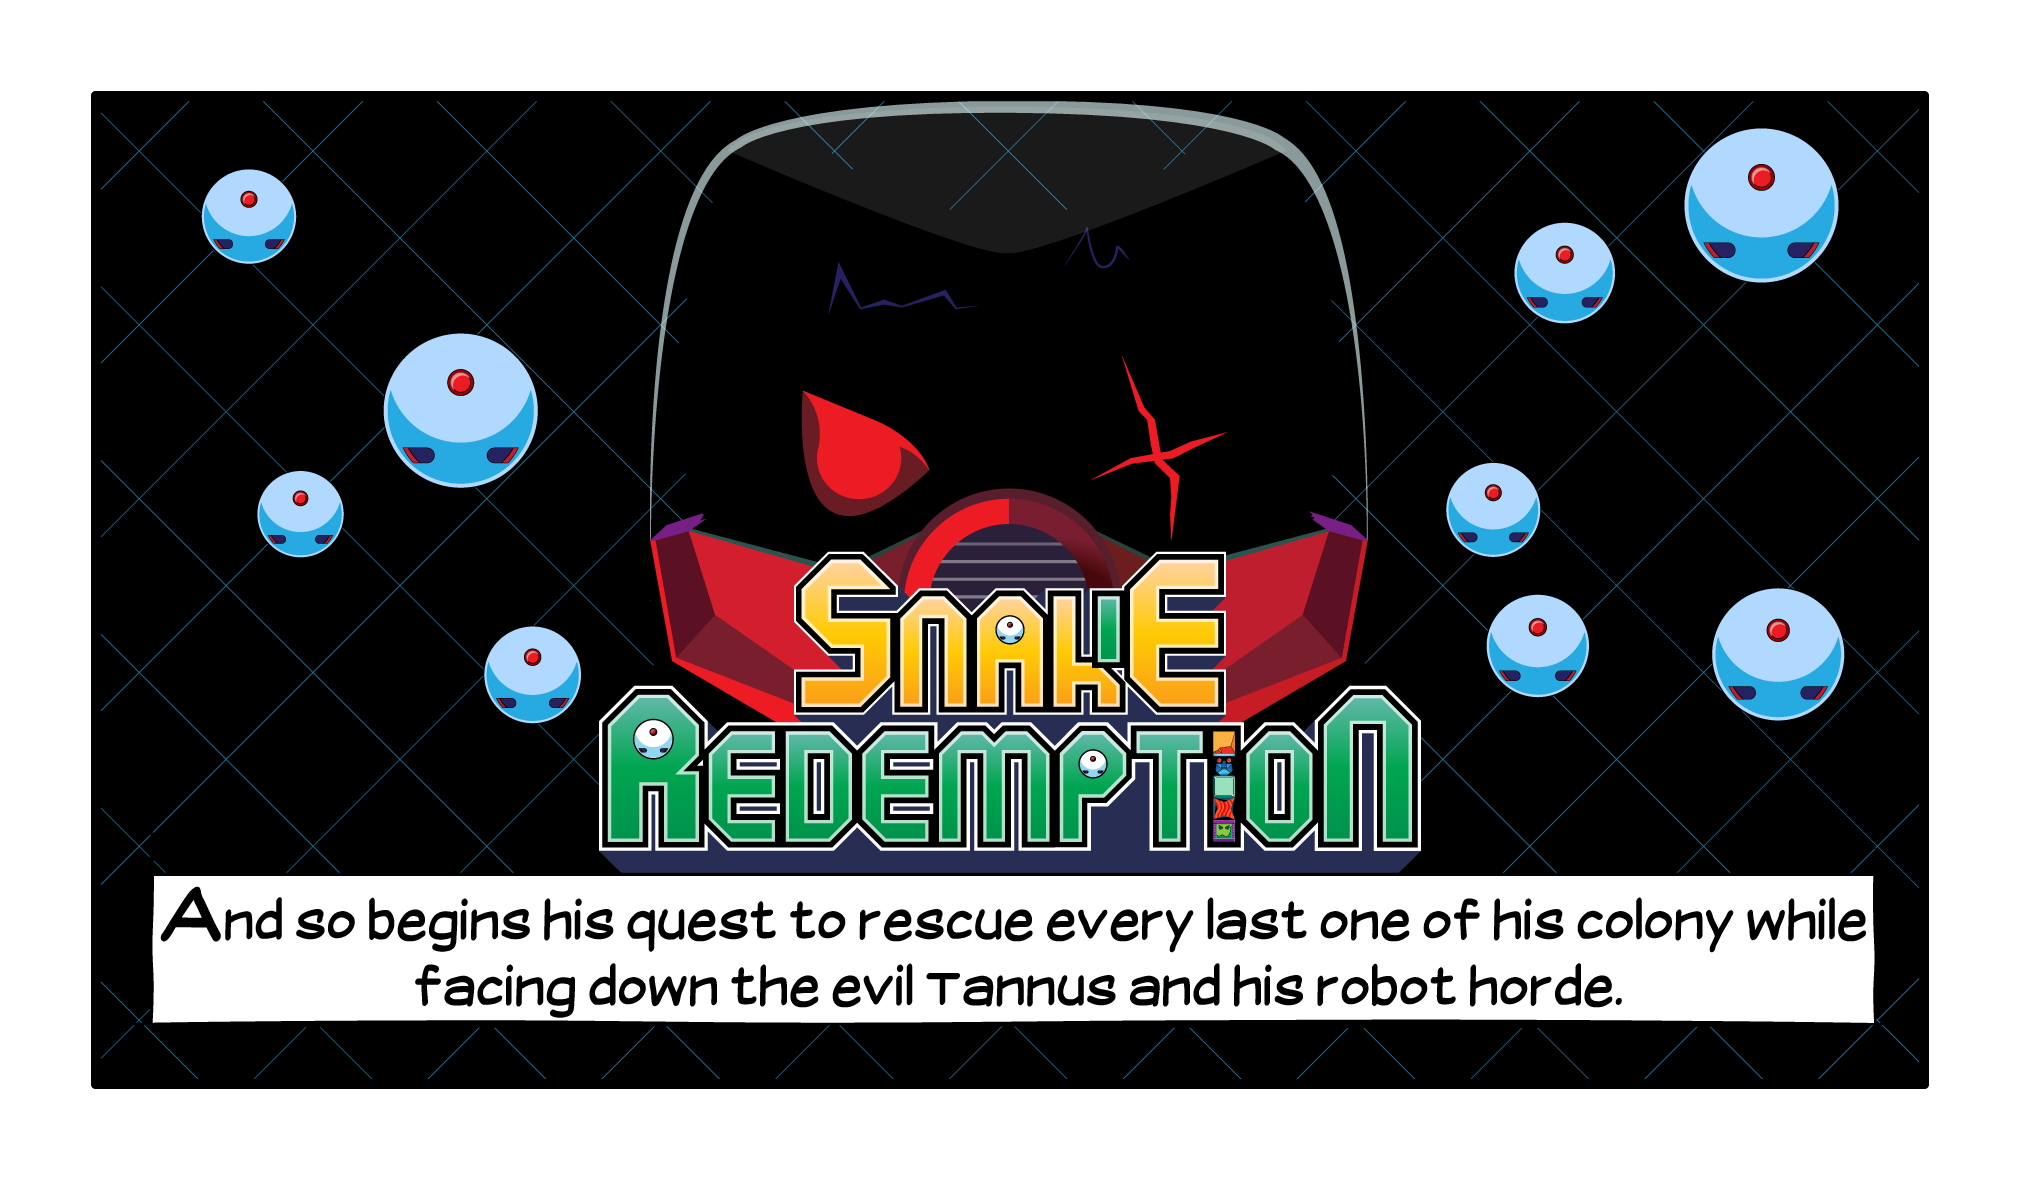 SNAKE
REDEMPTION
And so begins his quest to rescue every last one of his colony while
facing down the evil Tannus and his robot horde.